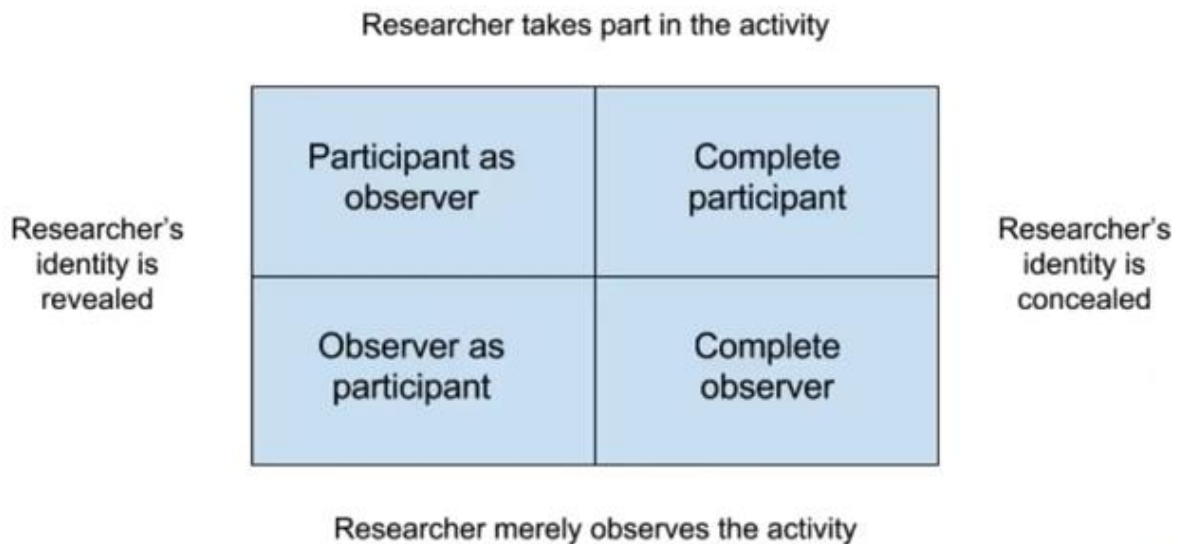 Researcher takes part in the activity
Participant as
observer
Complete
participant
Researcher's
identity is
revealed
Researcher's
identity is
concealed
Observer as
participant
Complete
observer
Researcher merely observes the activity